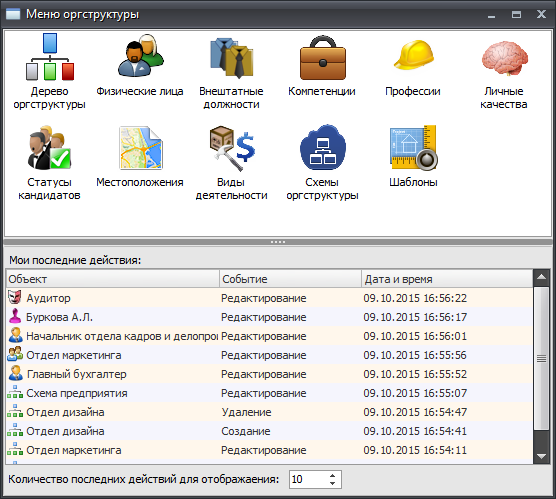 Меню оргструктуры
Дерево оргструктуры
Физические лица
Внештатные должности
Компетенции
Профессии
Личные качества
Статусы кандидатов
Местоположения
Виды деятельности
Схемы оргструктуры
Шаблоны
Мои последние действия:
Объект Событие Дата и время
Аудитор Редактирование 09.10.2015 16:56:22
Буркова А.Л. Редактирование 09.10.2015 16:56:17
Начальник отдела кадров и делопрои Редактирование 09.10.2015 16:56:01
Отдел маркетинга Редактирование 09.10.2015 16:55:56
Главный бухгалтер Редактирование 09.10.2015 16:55:52
Схема предприятия Редактирование 09.10.2015 16:55:07
Отдел дизайна Удаление 09.10.2015 16:54:47
Отдел дизайна Создание 09.10.2015 16:54:41
Отдел маркетинга Редактирование 09.10.2015 16:54:11
Количество последних действий для отображаения: 10